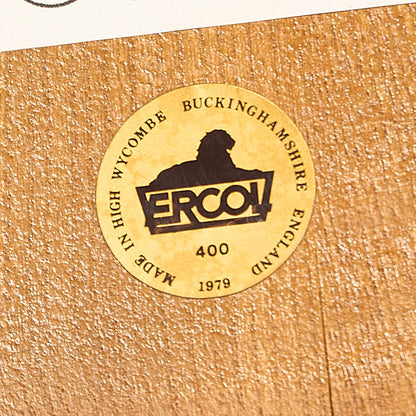 MADE IN HIGH WYCOMBE BUCKINGHAMSHIRE ENGLAND
ERCOL
400
1979